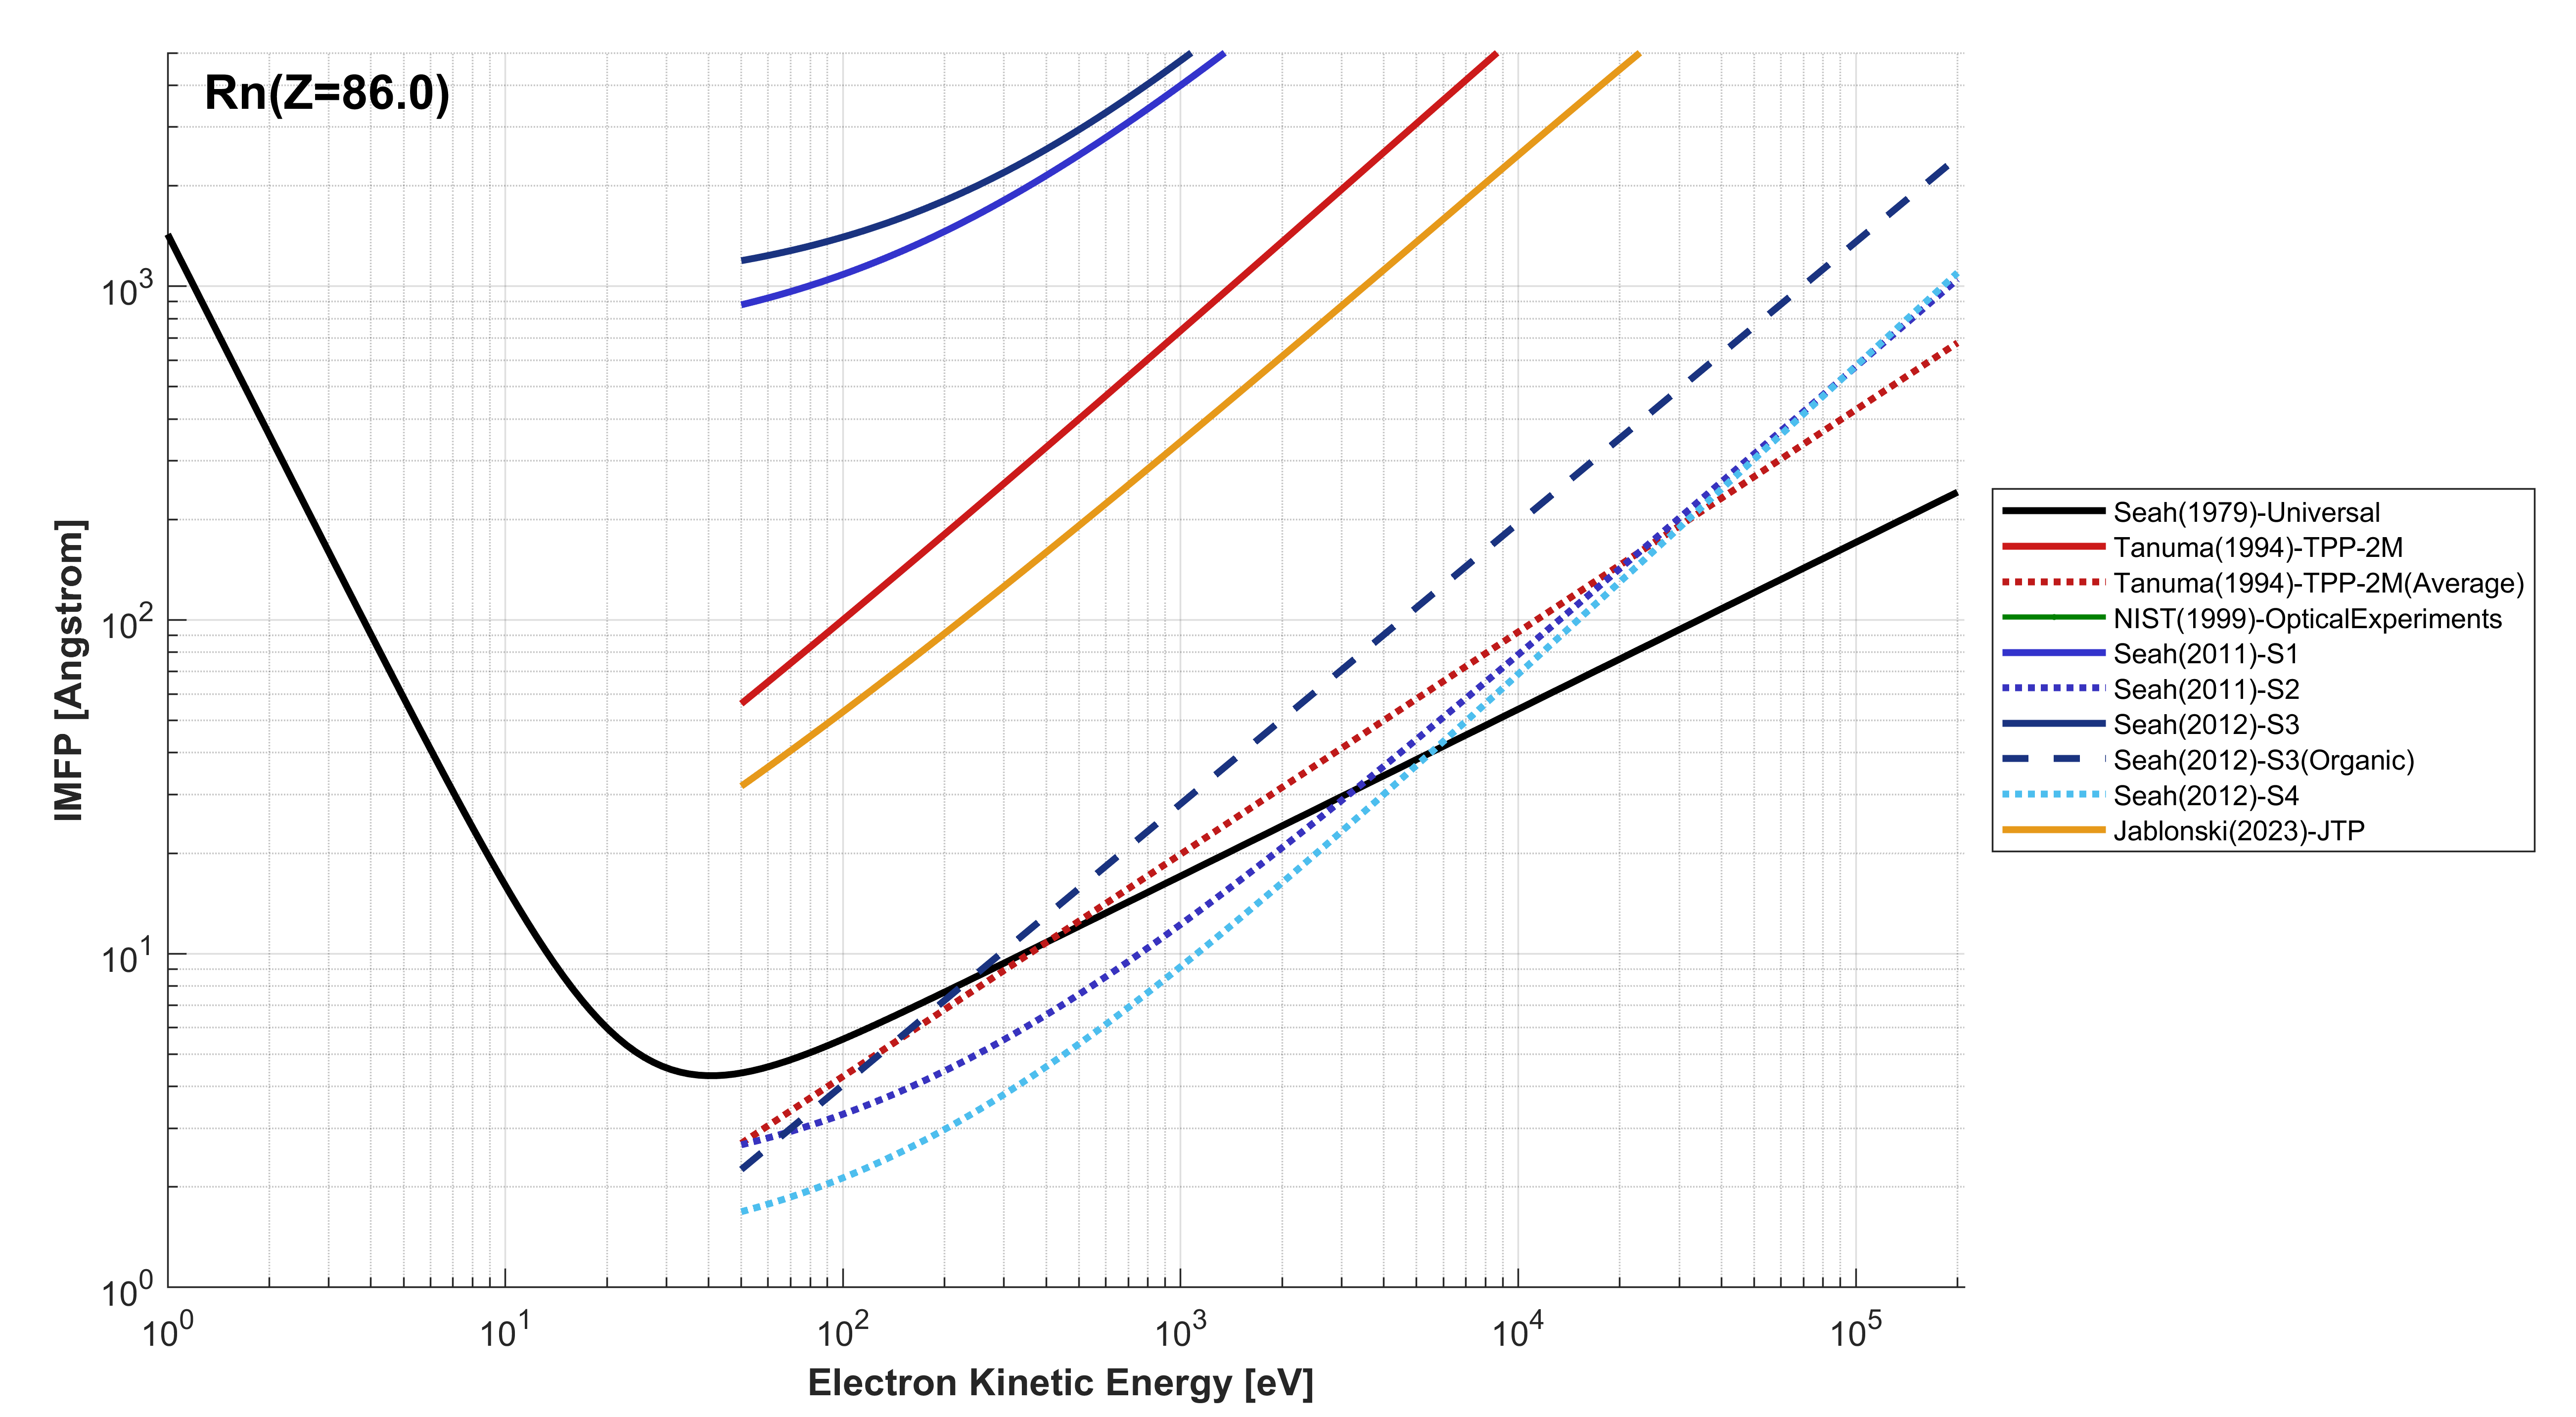 Rn(Z=86.0)
IMFP [Angstrom]
10^3
10^2
10^1
10^0
10^0 10^1 10^2 10^3 10^4 10^5
Electron Kinetic Energy [eV]
Seah(1979)-Universal
Tanuma(1994)-TPP-2M
Tanuma(1994)-TPP-2M(Average)
NIST(1999)-OpticalExperiments
Seah(2011)-S1
Seah(2011)-S2
Seah(2012)-S3
Seah(2012)-S3(Organic)
Seah(2012)-S4
Jablonski(2023)-JTP